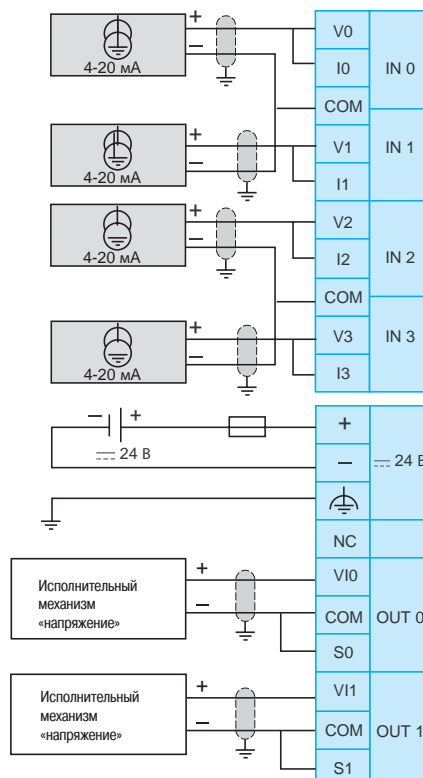 + V0
− I0 IN 0
4-20 мА
COM
+ V1 IN 1
− I1
4-20 мА
+ V2
− I2 IN 2
4-20 мА
COM
+ V3 IN 3
− I3
4-20 мА
− + +
24 В − 24 В
NC
+ VI0
Исполнительный
механизм
«напряжение»
− COM OUT 0
S0
+ VI1
Исполнительный
механизм
«напряжение»
− COM OUT 1
S1